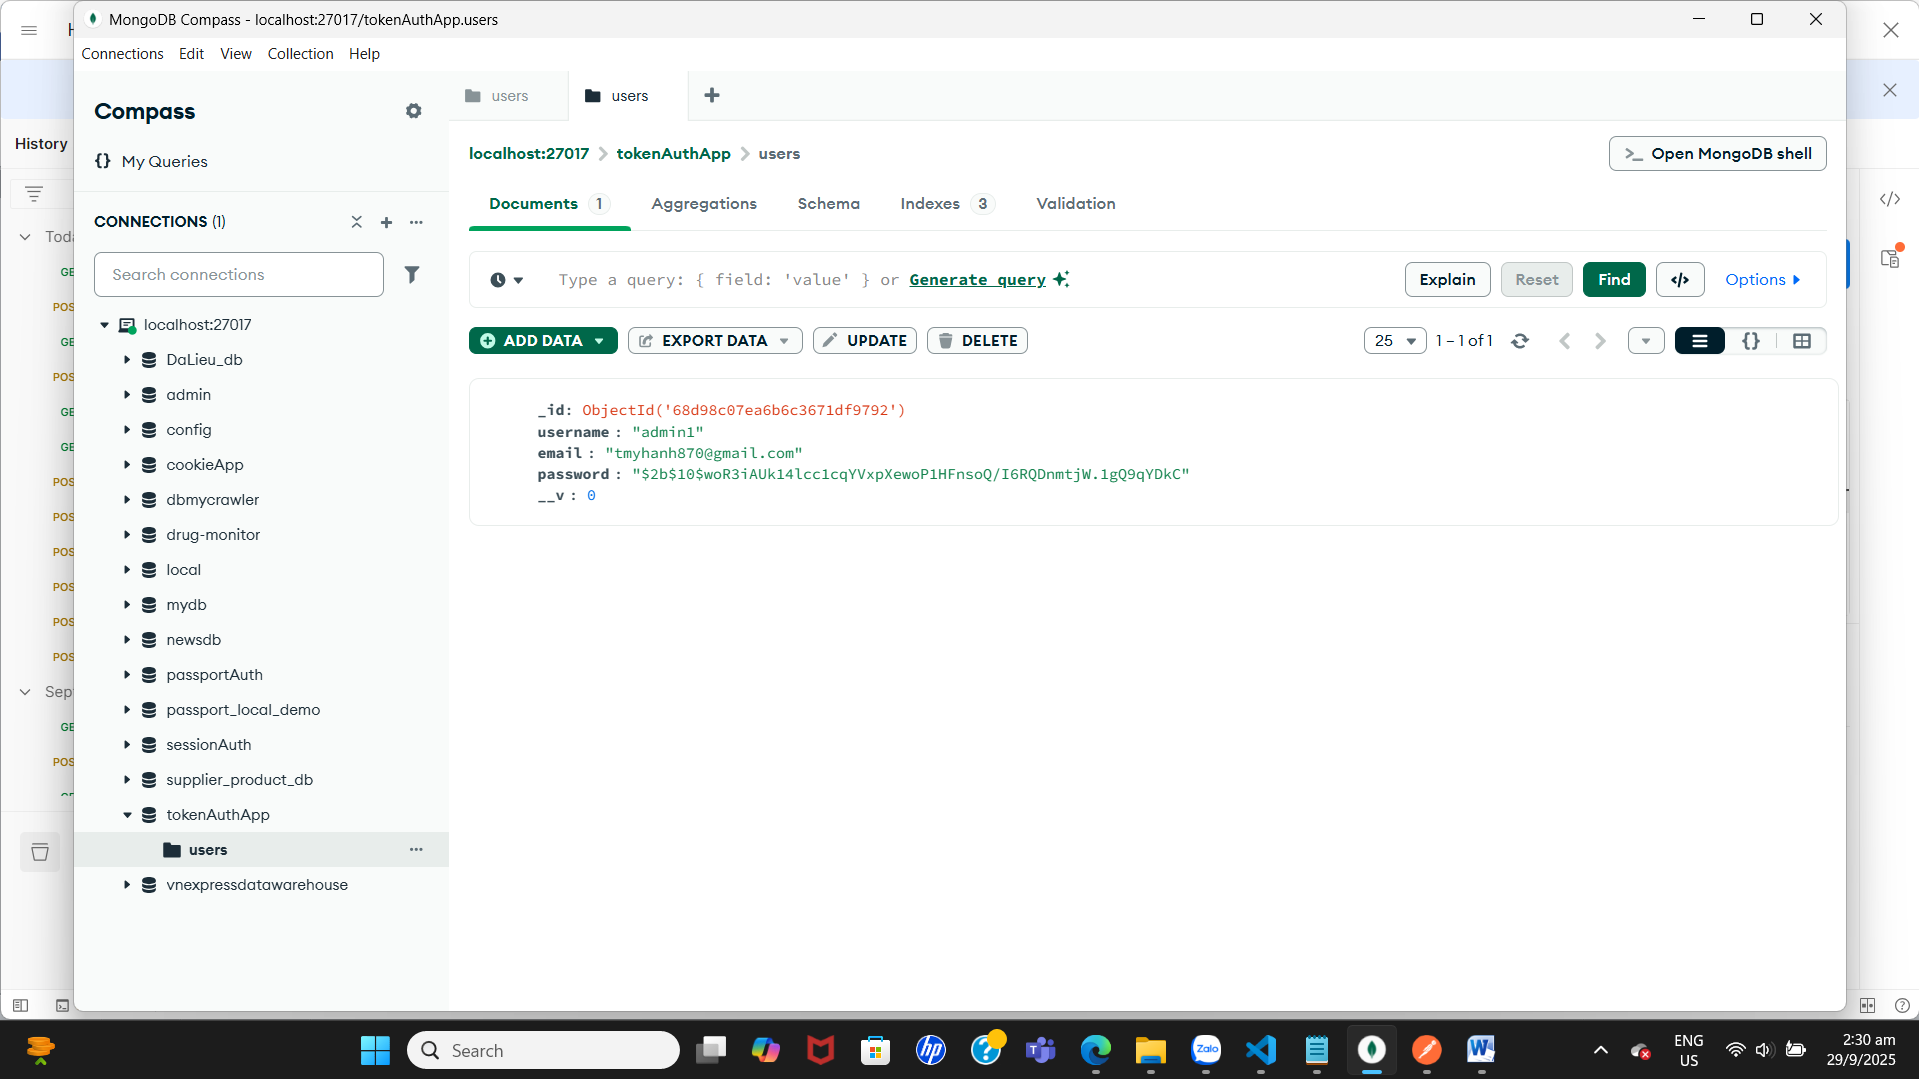 MongoDB Compass - localhost:27017/tokenAuthApp.users
Connections Edit View Collection Help
Compass
My Queries
CONNECTIONS (1)
Search connections
localhost:27017
DaLieu_db
admin
config
cookieApp
dbmycrawler
drug-monitor
local
mydb
newsdb
passportAuth
passport_local_demo
sessionAuth
supplier_product_db
tokenAuthApp
users
vnexpressdatawarehouse
users users
localhost:27017 tokenAuthApp users
Open MongoDB shell
Documents 1 Aggregations Schema Indexes 3 Validation
Type a query: { field: 'value' } or Generate query
Explain Reset Find Options
ADD DATA EXPORT DATA UPDATE DELETE
25 1 – 1 of 1
_id: ObjectId('68d98c07ea6b6c3671df9792')
username : "admin1"
email : "tmyhanh870@gmail.com"
password : "$2b$10$woR3iAUk14lcc1cqYVxpXewoP1HFnsoQ/I6RQDnmtjW.1gQ9qYDkC"
__v : 0
History
Toda
GE
POS
GE
POS
GE
GE
POS
POS
POS
POS
POS
POS
Sep
GE
POS
Search
Zalo
ENG
US
2:30 am
29/9/2025